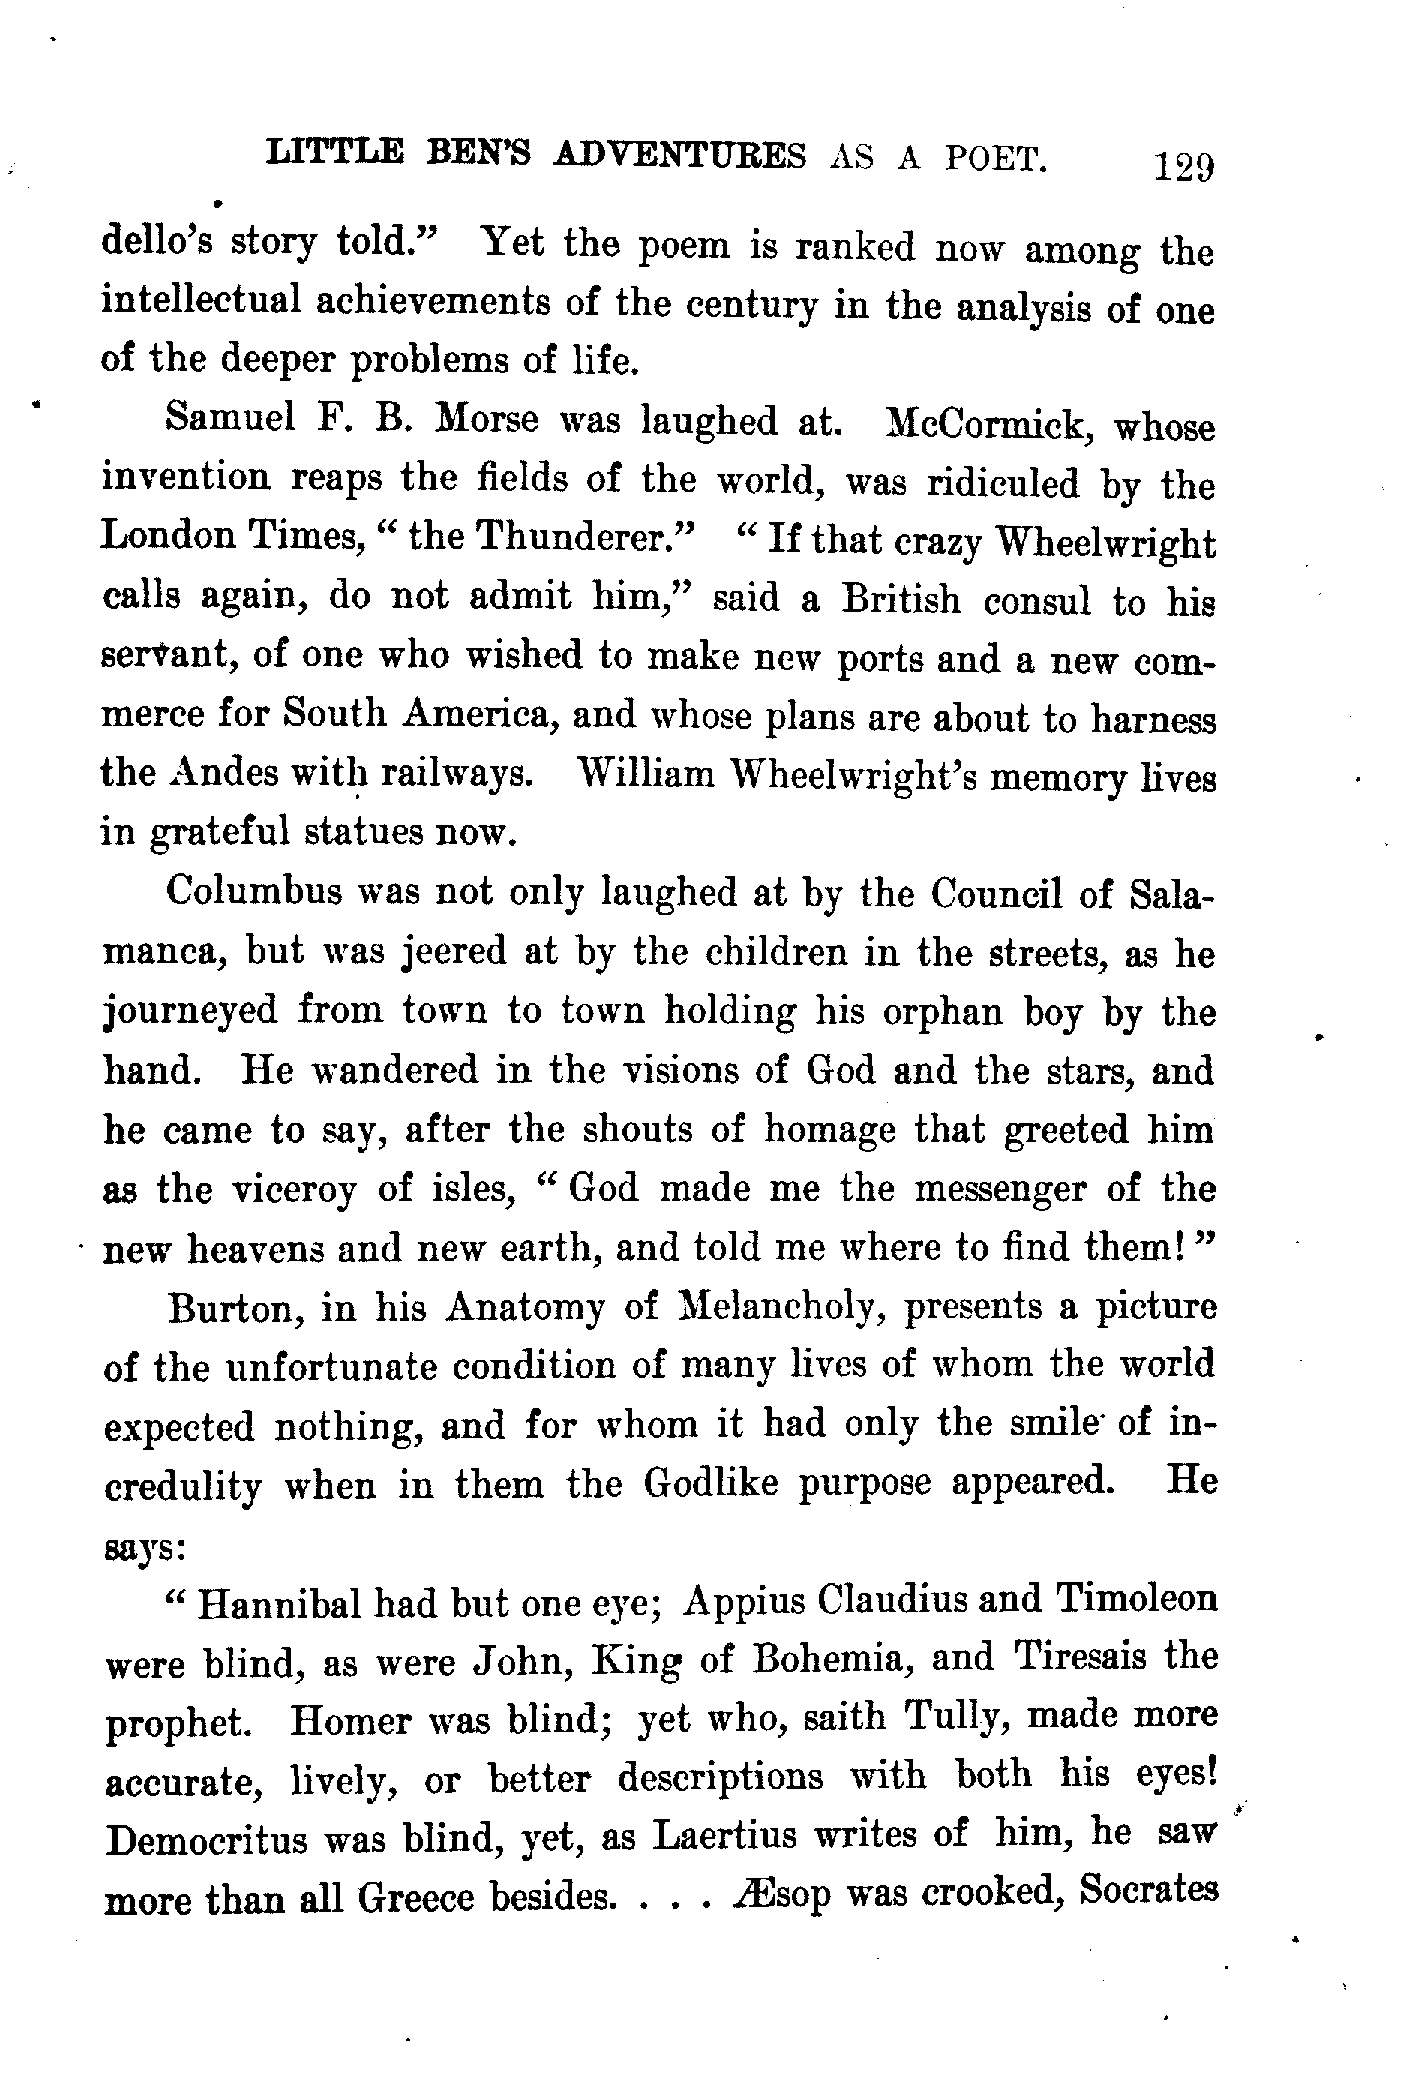 LITTLE BEN'S ADVENTURES AS A POET. 129
dello's story told." Yet the poem is ranked now among the
intellectual achievements of the century in the analysis of one
of the deeper problems of life.
Samuel F. B. Morse was laughed at. McCormick, whose
invention reaps the fields of the world, was ridiculed by the
London Times, " the Thunderer." " If that crazy Wheelwright
calls again, do not admit him," said a British consul to his
servant, of one who wished to make new ports and a new com-
merce for South America, and whose plans are about to harness
the Andes with railways. William Wheelwright's memory lives
in grateful statues now.
Columbus was not only laughed at by the Council of Sala-
manca, but was jeered at by the children in the streets, as he
journeyed from town to town holding his orphan boy by the
hand. He wandered in the visions of God and the stars, and
he came to say, after the shouts of homage that greeted him
as the viceroy of isles, " God made me the messenger of the
new heavens and new earth, and told me where to find them! "
Burton, in his Anatomy of Melancholy, presents a picture
of the unfortunate condition of many lives of whom the world
expected nothing, and for whom it had only the smile of in-
credulity when in them the Godlike purpose appeared. He
says:
" Hannibal had but one eye; Appius Claudius and Timoleon
were blind, as were John, King of Bohemia, and Tiresais the
prophet. Homer was blind; yet who, saith Tully, made more
accurate, lively, or better descriptions with both his eyes!
Democritus was blind, yet, as Laertius writes of him, he saw
more than all Greece besides. . . . Æsop was crooked, Socrates